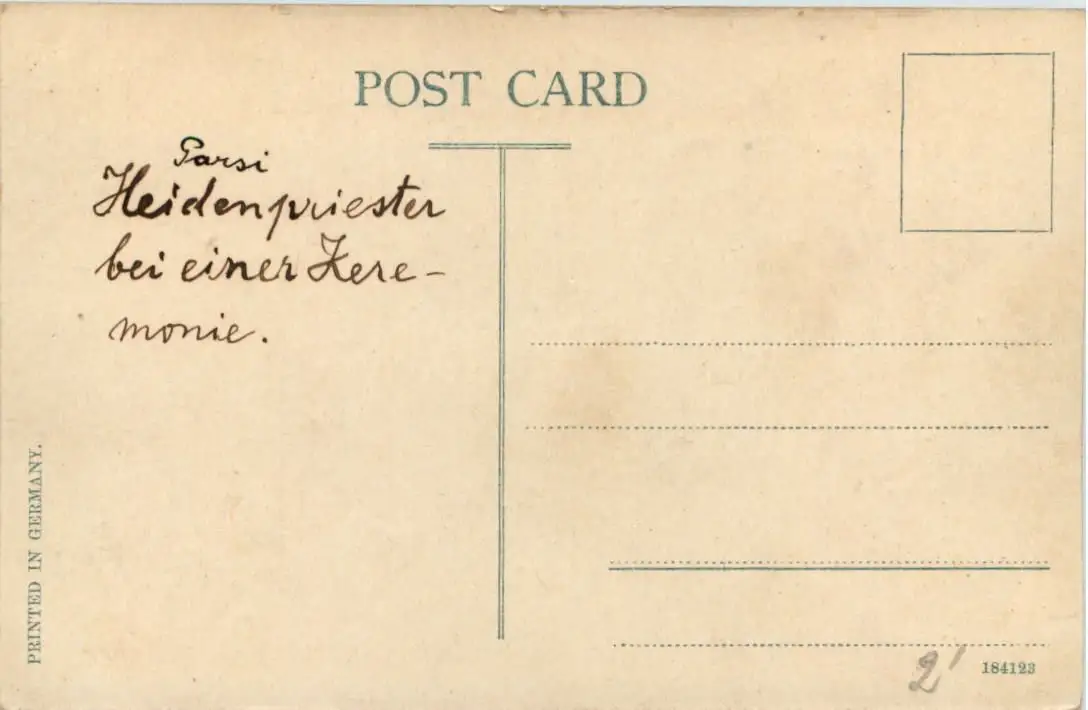 POST CARD
Parsi
Heidenpriester
bei einer Zere-
monie.
PRINTED IN GERMANY.
2'
184123